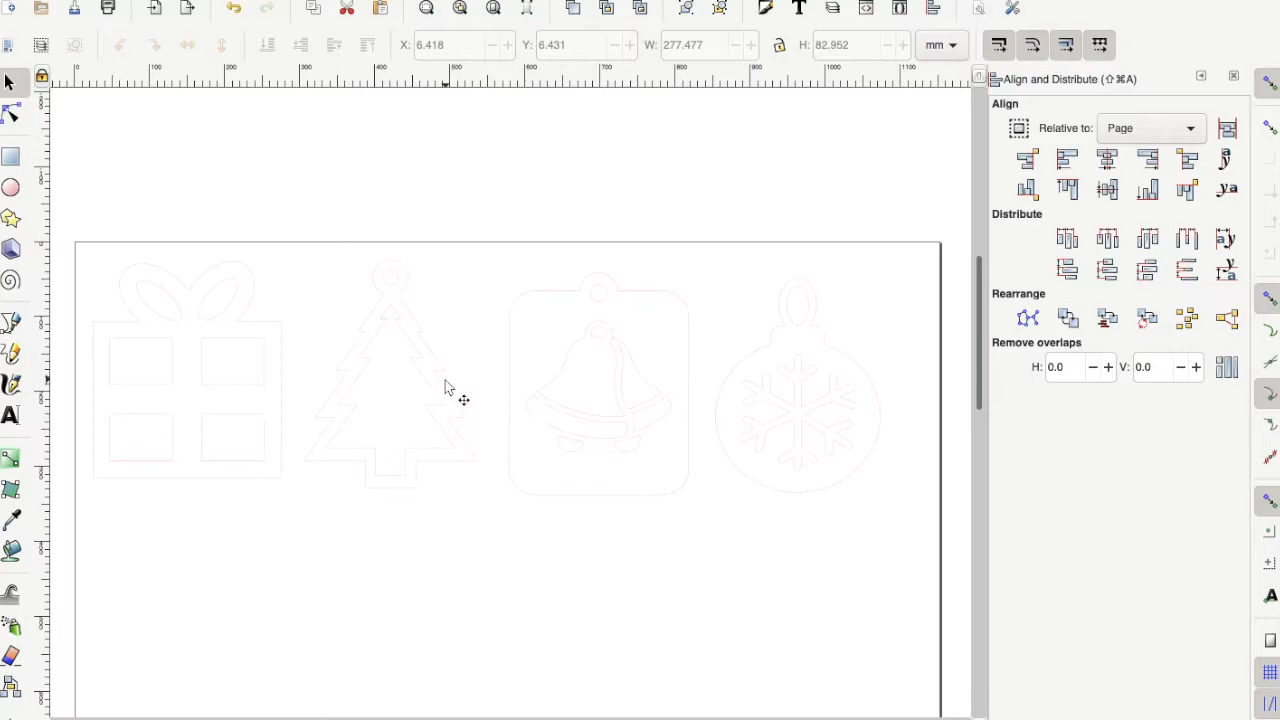 X: 6.418 Y: 6.431 W: 277.477 H: 82.952 mm
0 100 200 300 400 500 600 700 800 900 1000 1100
Align and Distribute (⇧⌘A)
Align
Relative to: Page
Distribute
Rearrange
Remove overlaps
H: 0.0 V: 0.0